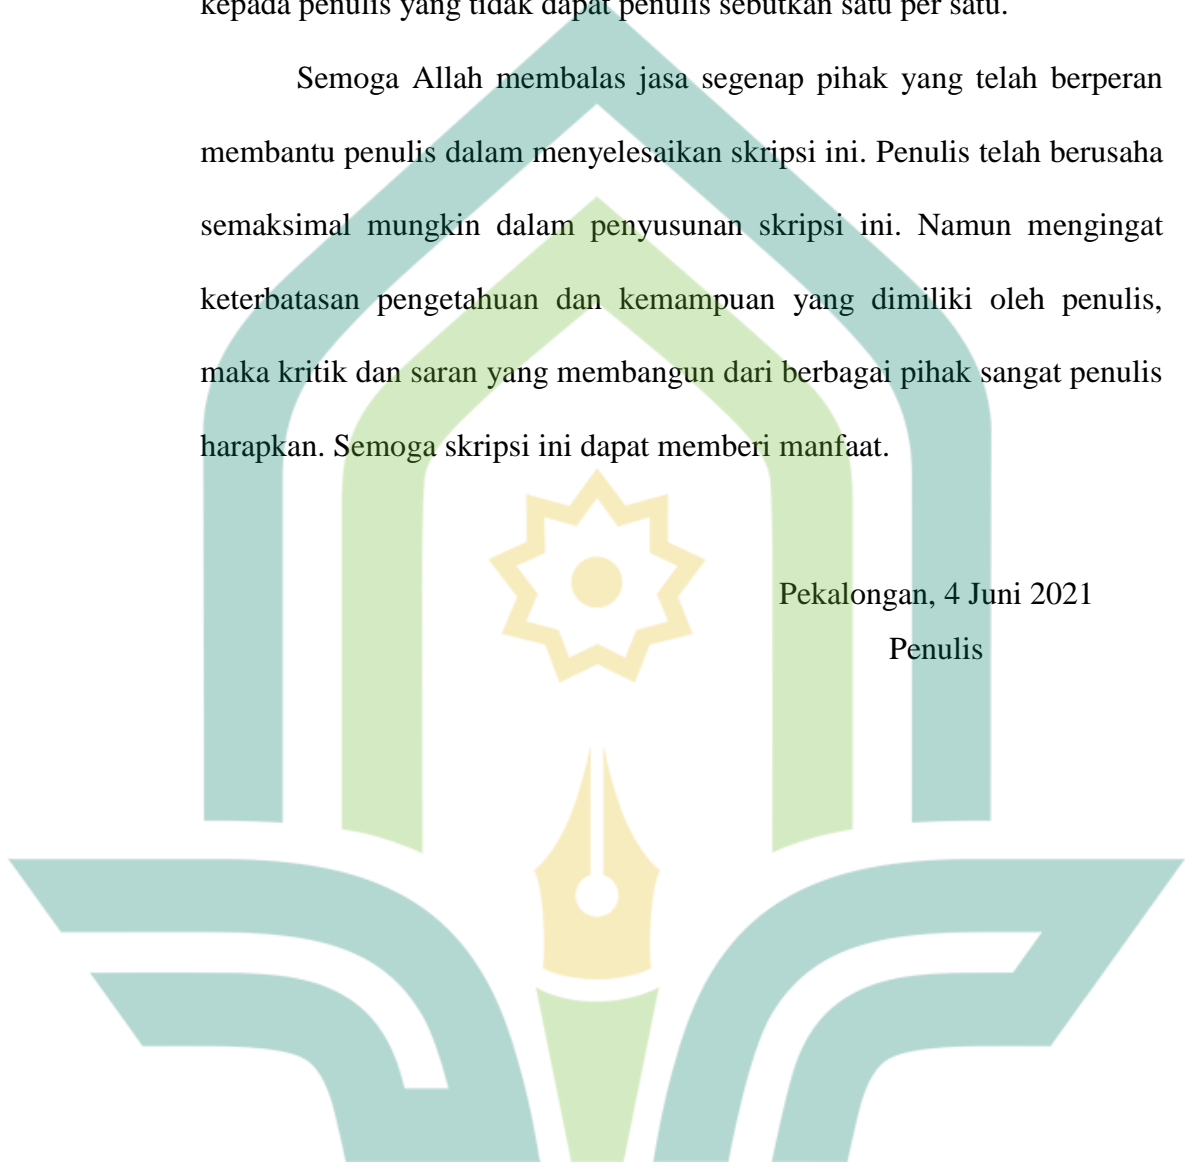 kepada penulis yang tidak dapat penulis sebutkan satu per satu.
Semoga Allah membalas jasa segenap pihak yang telah berperan
membantu penulis dalam menyelesaikan skripsi ini. Penulis telah berusaha
semaksimal mungkin dalam penyusunan skripsi ini. Namun mengingat
keterbatasan pengetahuan dan kemampuan yang dimiliki oleh penulis,
maka kritik dan saran yang membangun dari berbagai pihak sangat penulis
harapkan. Semoga skripsi ini dapat memberi manfaat.
Pekalongan, 4 Juni 2021
Penulis